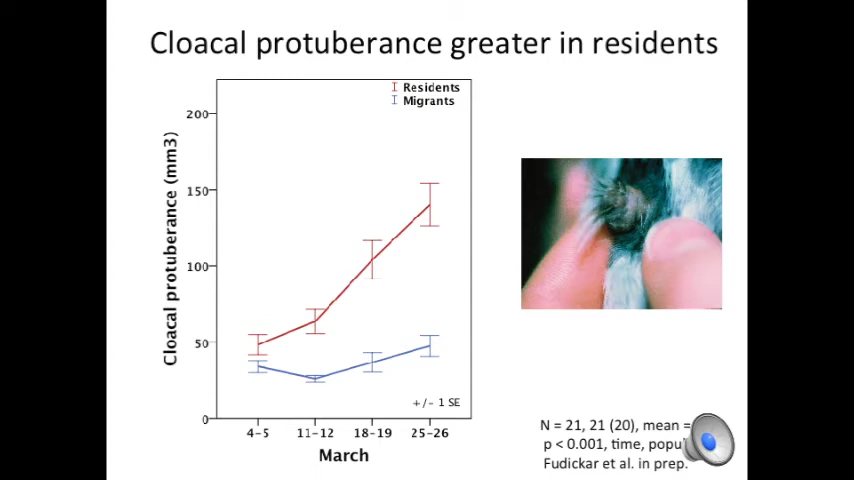 Cloacal protuberance greater in residents
Residents
Migrants
Cloacal protuberance (mm3)
200
150
100
50
0
4-5 11-12 18-19 25-26
March
+/- 1 SE
N = 21, 21 (20), mean =
p < 0.001, time,
Fudickar et al. in prep.